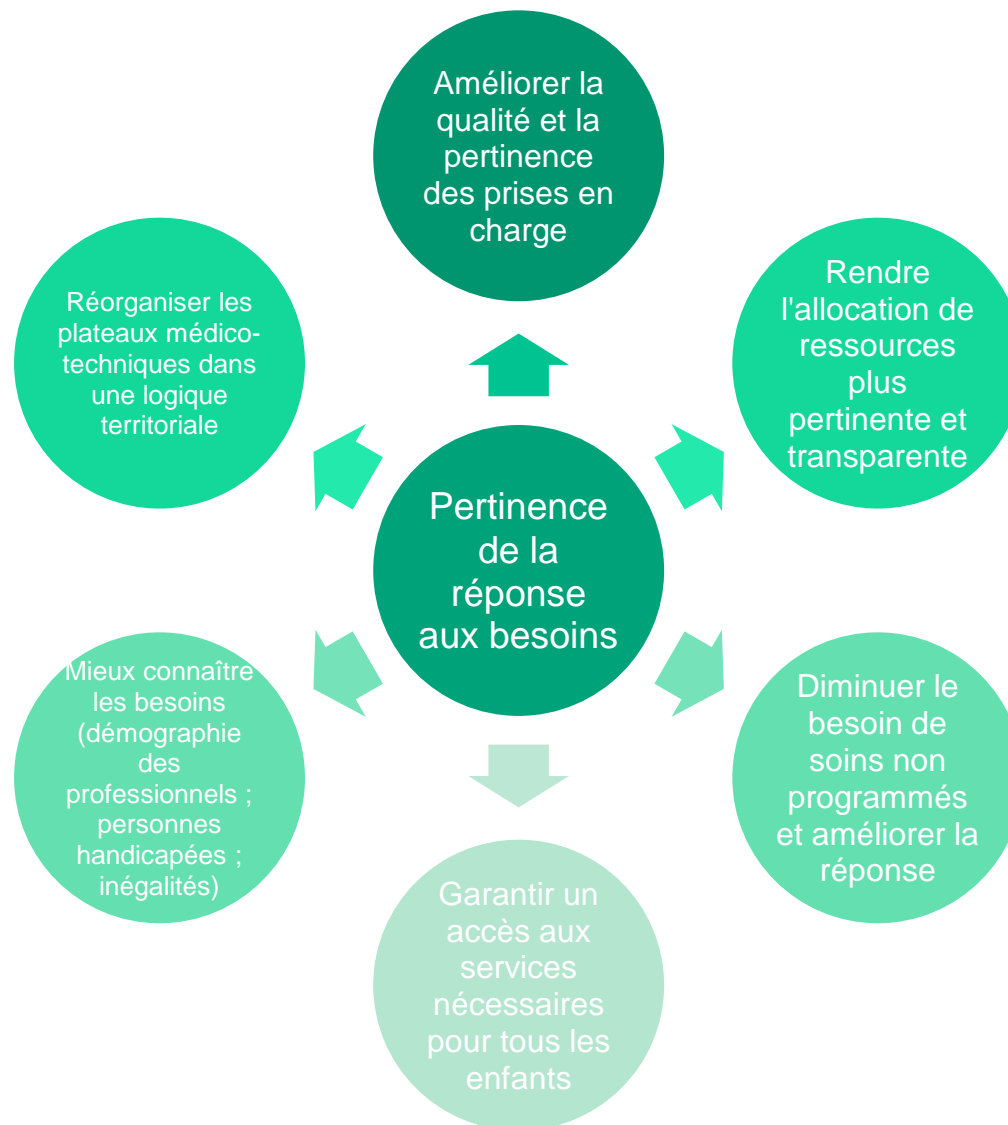 Améliorer la
qualité et la
pertinence
des prises en
charge
Rendre
l'allocation de
ressources
plus
pertinente et
transparente
Réorganiser les
plateaux médico-
techniques dans
une logique
territoriale
Pertinence
de la
réponse
aux besoins
Mieux connaître
les besoins
(démographie
des
professionnels ;
personnes
handicapées ;
inégalités)
Diminuer le
besoin de
soins non
programmés
et améliorer la
réponse
Garantir un
accès aux
services
nécessaires
pour tous les
enfants